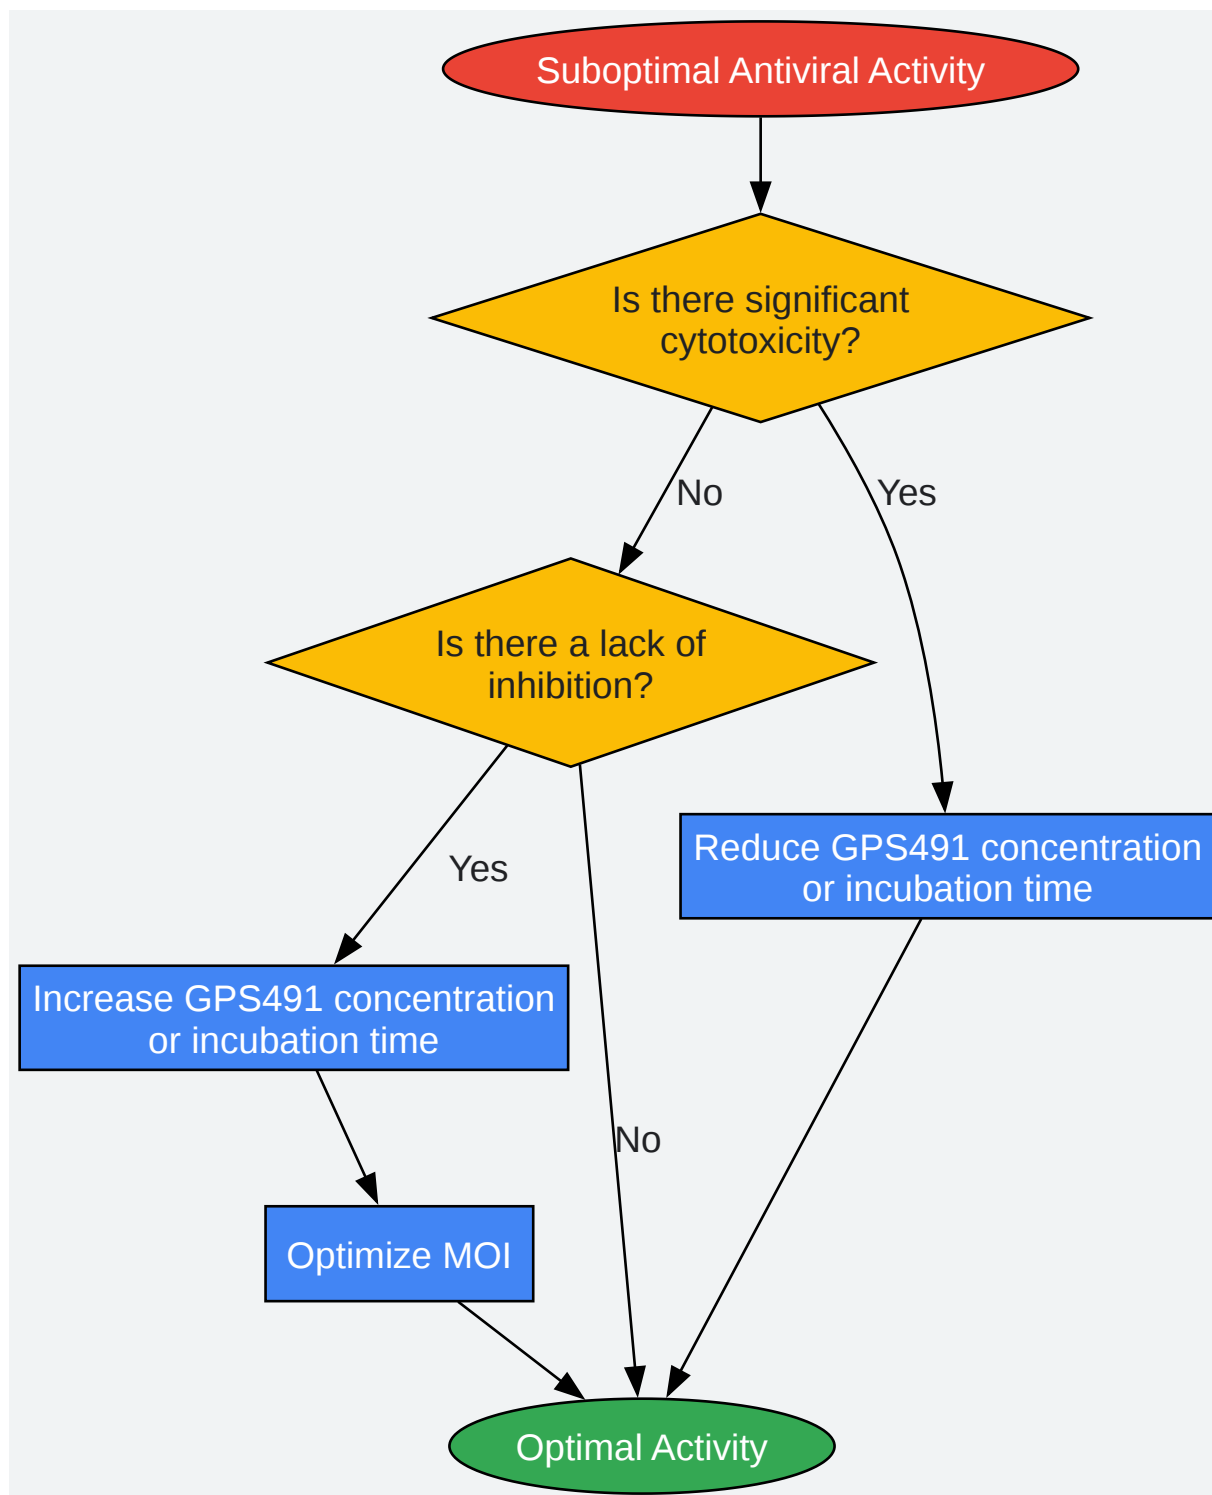 Suboptimal Antiviral Activity
Is there significant
cytotoxicity?
No
Yes
Is there a lack of
inhibition?
Reduce GPS491 concentration
or incubation time
Yes
Increase GPS491 concentration
or incubation time
No
Optimize MOI
Optimal Activity